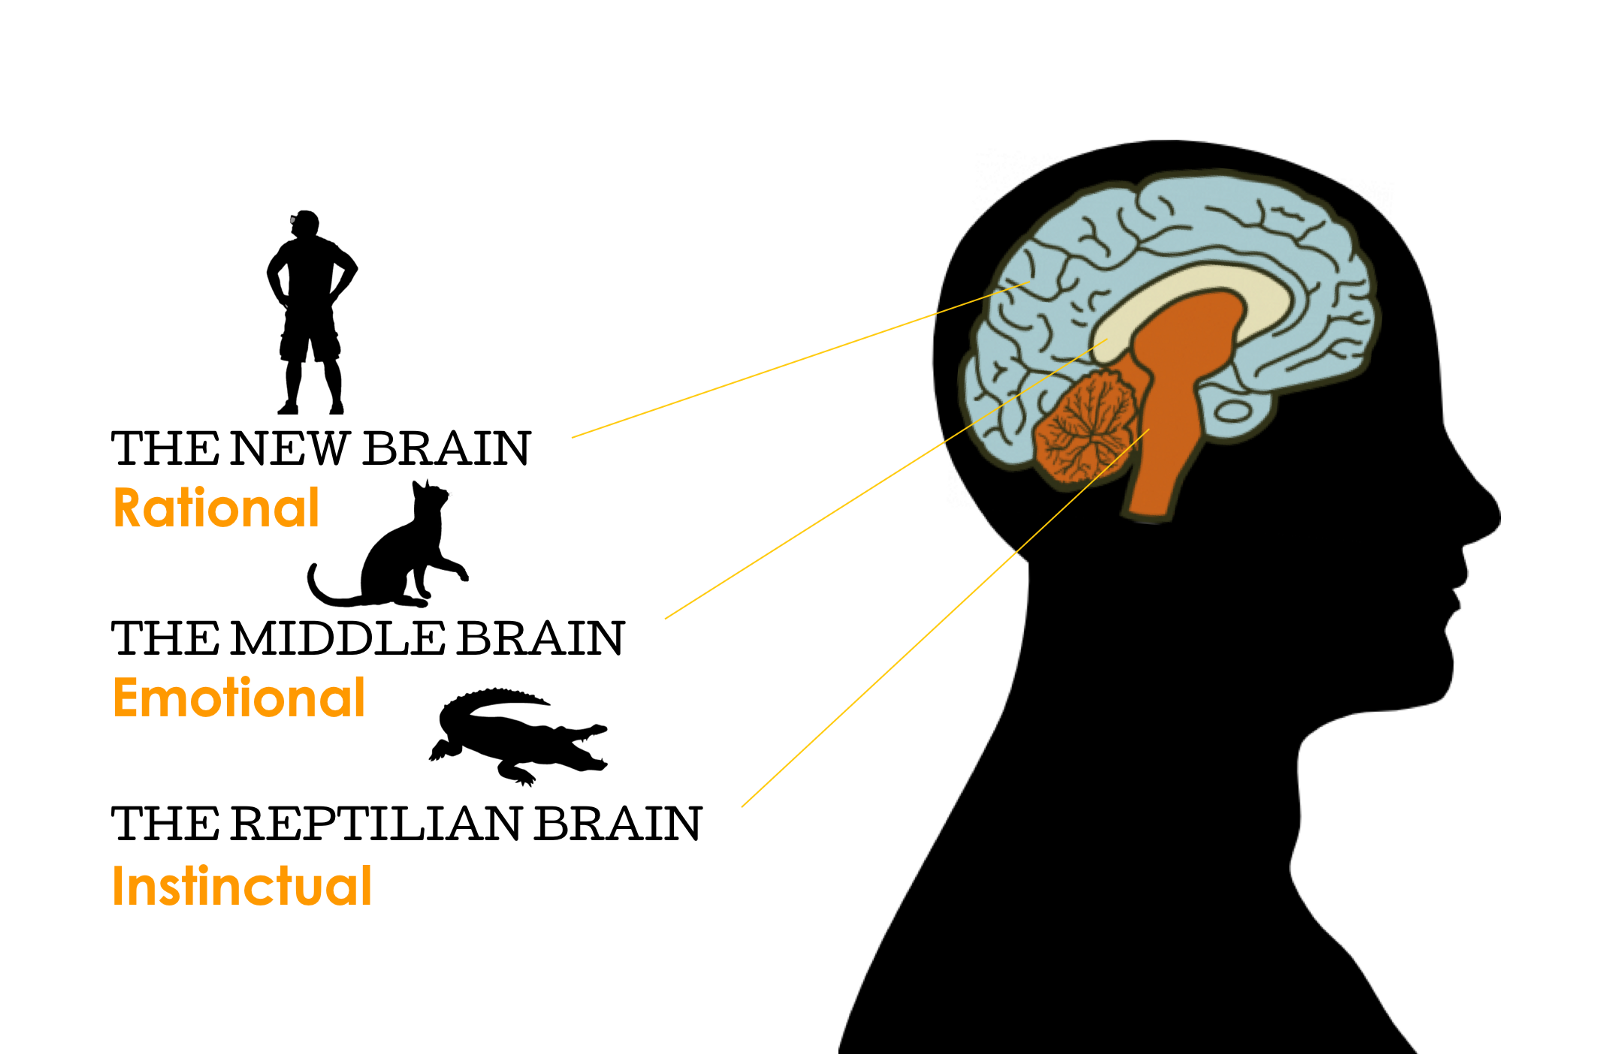 THE NEW BRAIN
Rational
THE MIDDLE BRAIN
Emotional
THE REPTILIAN BRAIN
Instinctual